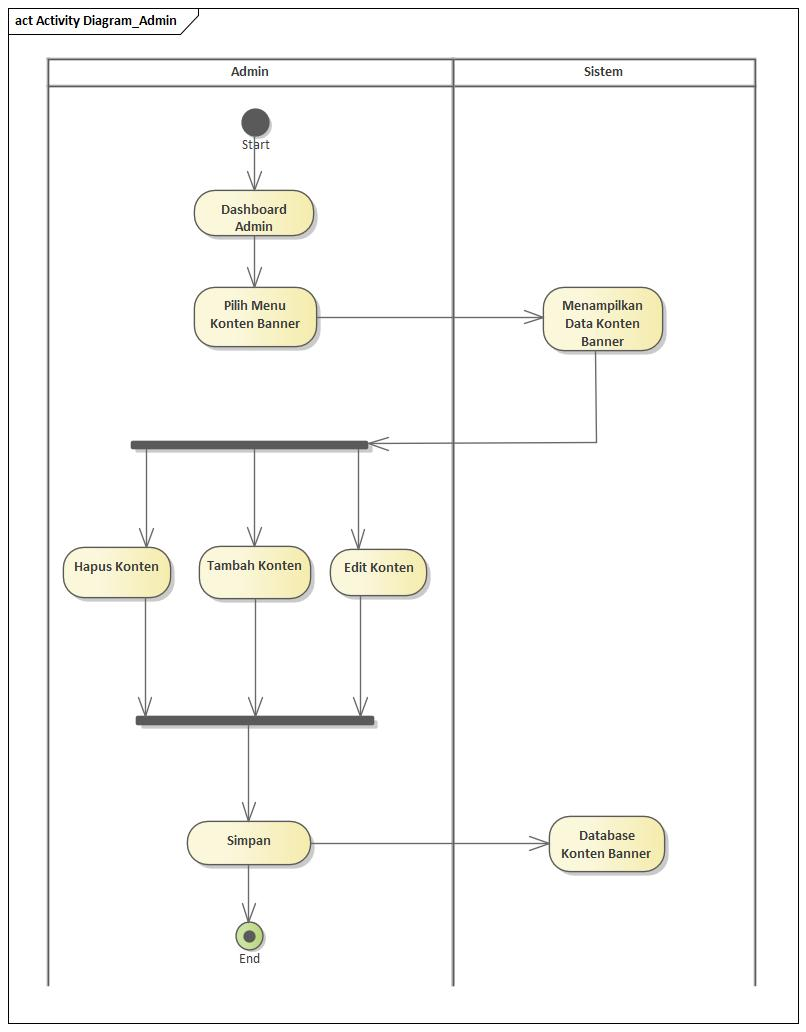 act Activity Diagram_Admin
Admin
Sistem
Start
Dashboard
Admin
Pilih Menu
Konten Banner
Menampilkan
Data Konten
Banner
Hapus Konten
Tambah Konten
Edit Konten
Simpan
Database
Konten Banner
End